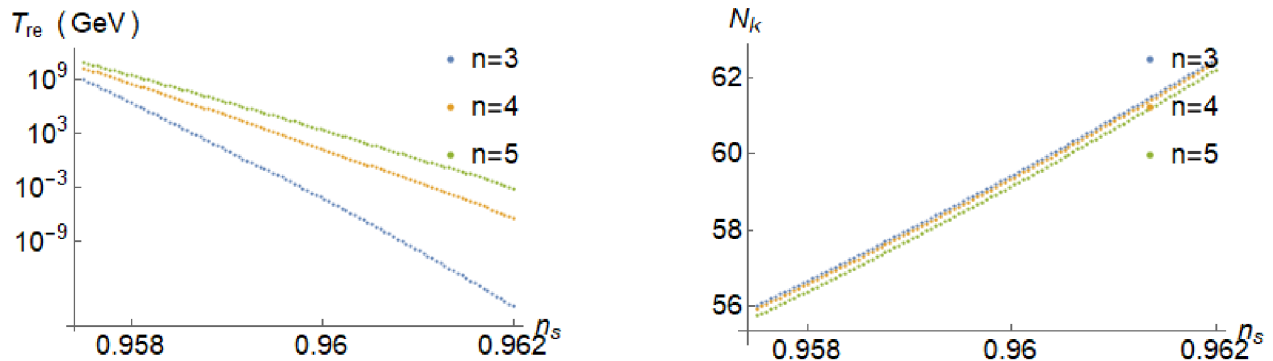 T_re (GeV)
10^9
10^3
10^-3
10^-9
0.958
0.96
0.962
n_s
n=3
n=4
n=5
N_k
62
60
58
56
0.958
0.96
0.962
n_s
n=3
n=4
n=5